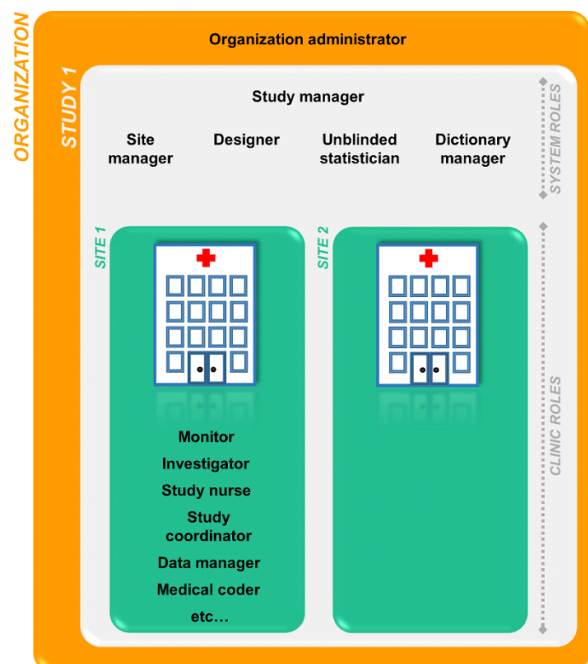 ORGANIZATION
Organization administrator
STUDY 1
Study manager
Site
manager
Designer
Unblinded
statistician
Dictionary
manager
SYSTEM ROLES
SITE 1
SITE 2
Monitor
Investigator
Study nurse
Study
coordinator
Data manager
Medical coder
etc...
CLINIC ROLES